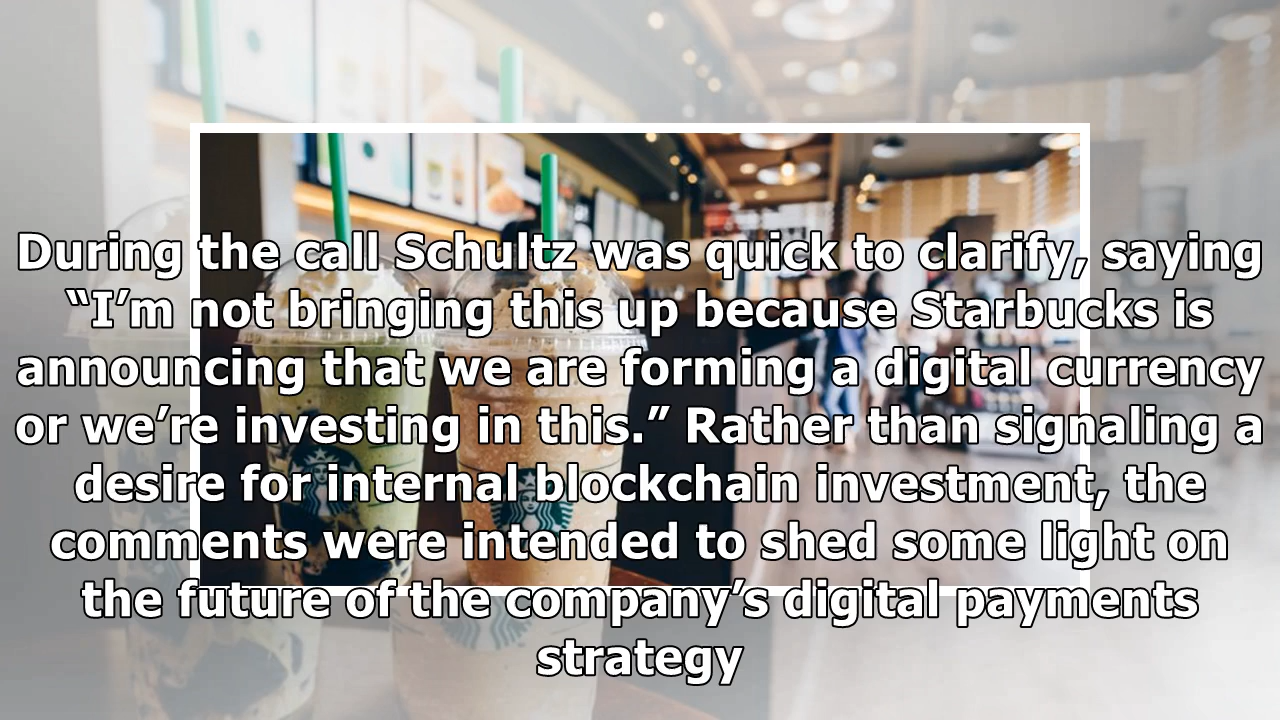 During the call Schultz was quick to clarify, saying
“I’m not bringing this up because Starbucks is
announcing that we are forming a digital currency
or we’re investing in this.” Rather than signaling a
desire for internal blockchain investment, the
comments were intended to shed some light on
the future of the company’s digital payments
strategy